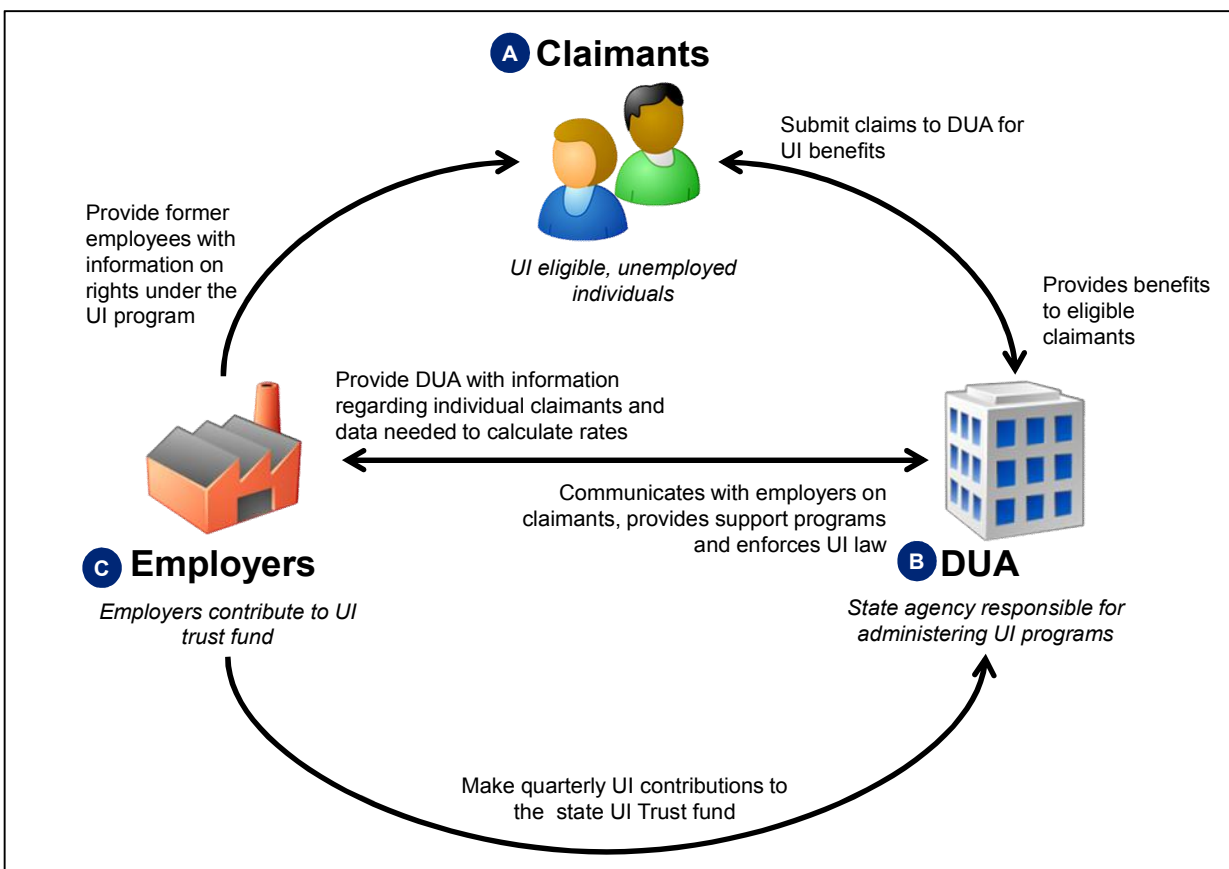 A Claimants
Submit claims to DUA for
UI benefits
Provide former
employees with
information on
rights under the
UI program
UI eligible, unemployed
individuals
Provides benefits
to eligible
claimants
Provide DUA with information
regarding individual claimants and
data needed to calculate rates
Communicates with employers on
claimants, provides support programs
and enforces UI law
C Employers
Employers contribute to UI
trust fund
B DUA
State agency responsible for
administering UI programs
Make quarterly UI contributions to
the state UI Trust fund